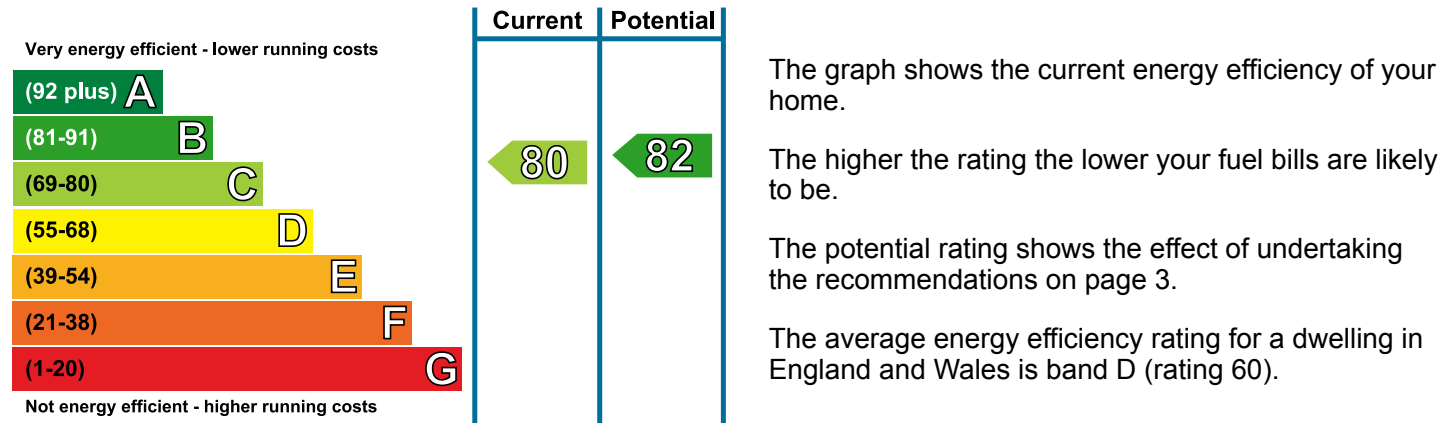 Current Potential
Very energy efficient - lower running costs
(92 plus) A
(81-91) B
(69-80) C
(55-68) D
(39-54) E
(21-38) F
(1-20) G
Not energy efficient - higher running costs
80 82
The graph shows the current energy efficiency of your
home.
The higher the rating the lower your fuel bills are likely
to be.
The potential rating shows the effect of undertaking
the recommendations on page 3.
The average energy efficiency rating for a dwelling in
England and Wales is band D (rating 60).